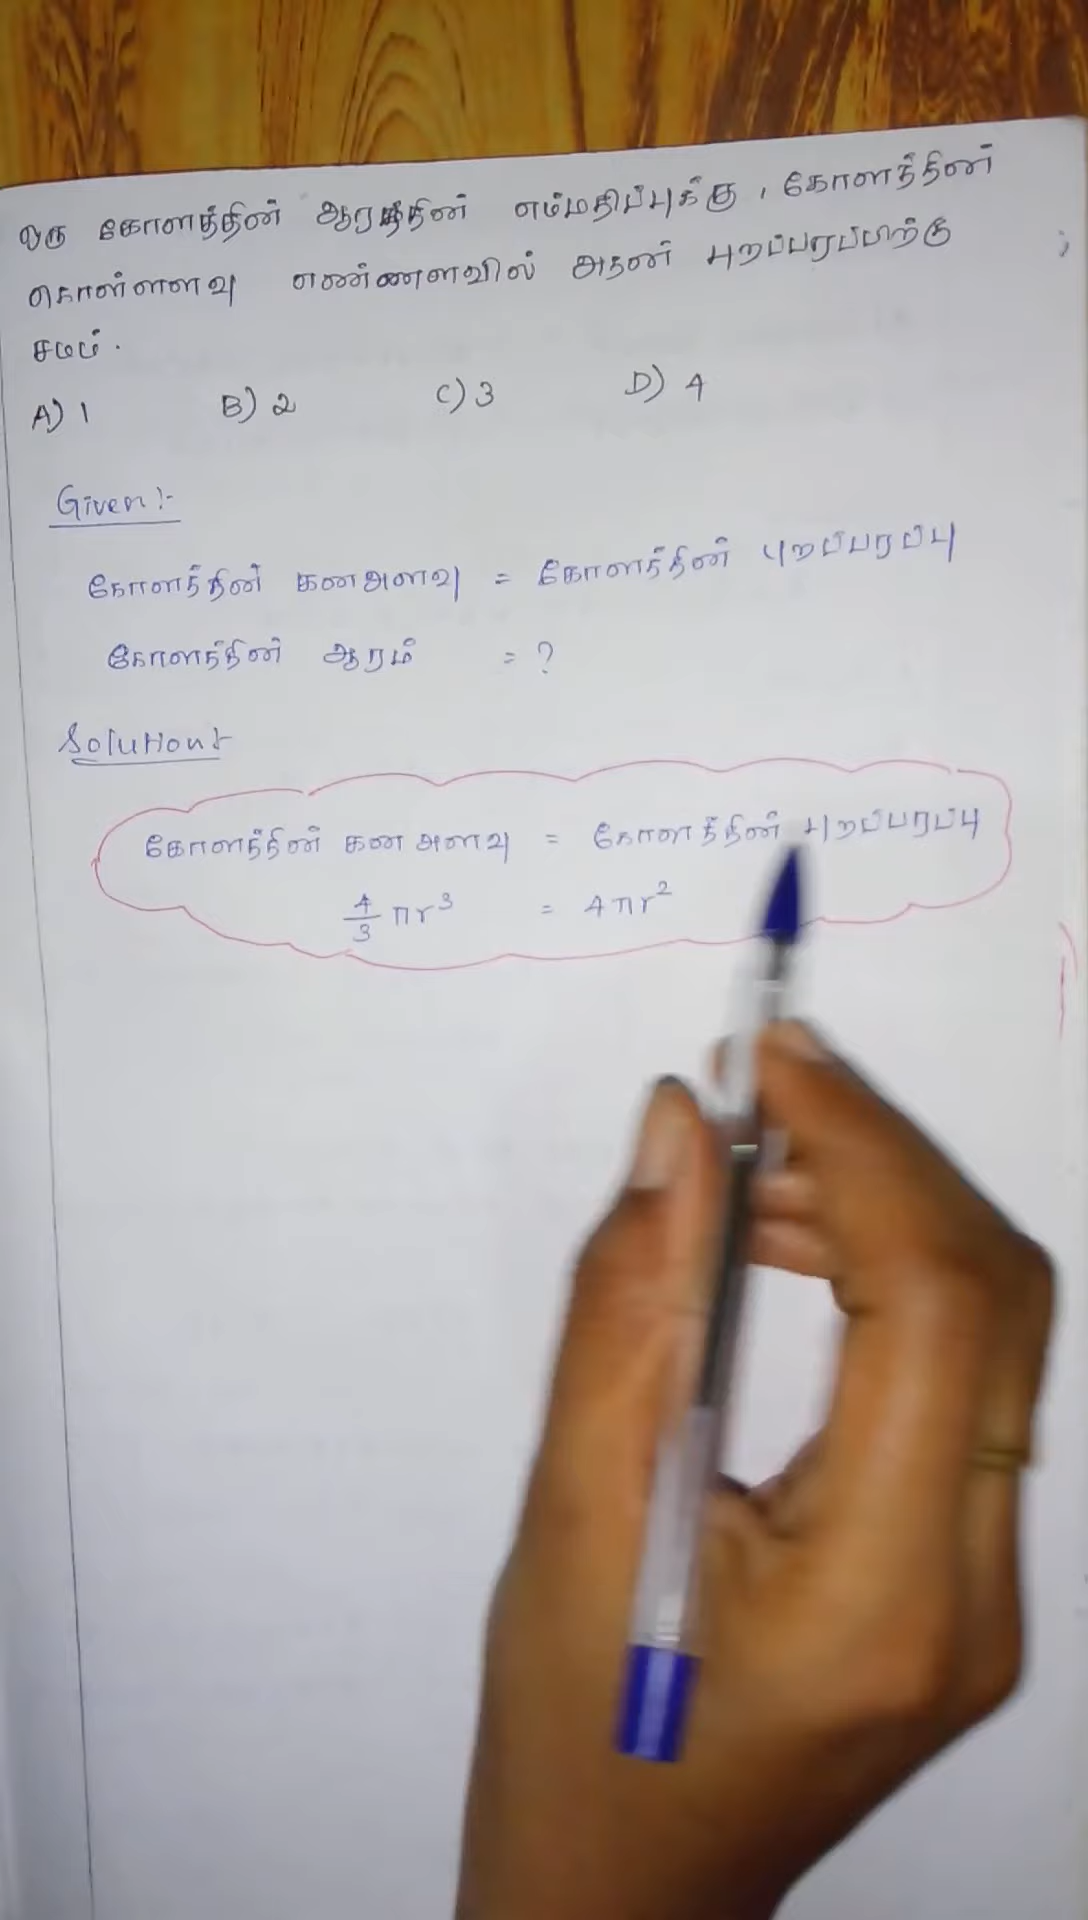 ஒரு கோளத்தின் ஆரத்தின் எம்மதிப்புக்கு, கோளத்தின்
கொள்ளளவு எண்ணளவில் அதன் புறப்பரப்பிற்கு
சமம்.
A) 1 B) 2 C) 3 D) 4
Given:-
கோளத்தின் கனஅளவு = கோளத்தின் புறப்பரப்பு
கோளத்தின் ஆரம் = ?
Solution:-
கோளத்தின் கன அளவு = கோளத்தின் புறப்பரப்பு
4/3 πr³ = 4πr²